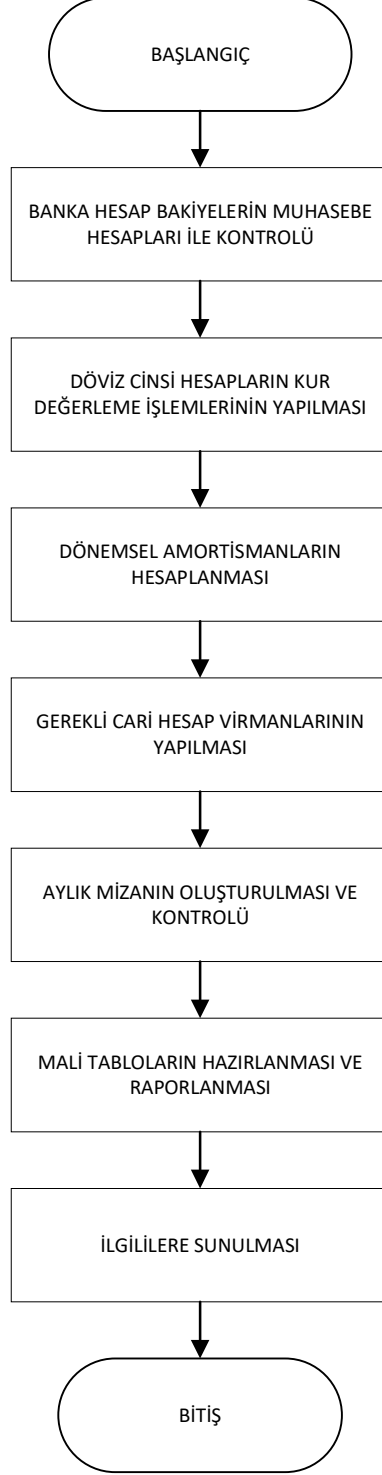 BAŞLANGIÇ
BANKA HESAP BAKİYELERİN MUHASEBE
HESAPLARI İLE KONTROLÜ
DÖVİZ CİNSİ HESAPLARIN KUR
DEĞERLEME İŞLEMLERİNİN YAPILMASI
DÖNEMSEL AMORTİSMANLARIN
HESAPLANMASI
GEREKLİ CARİ HESAP VİRMANLARININ
YAPILMASI
AYLIK MİZANIN OLUŞTURULMASI VE
KONTROLÜ
MALİ TABLOLARIN HAZIRLANMASI VE
RAPORLANMASI
İLGİLİLERE SUNULMASI
BİTİŞ